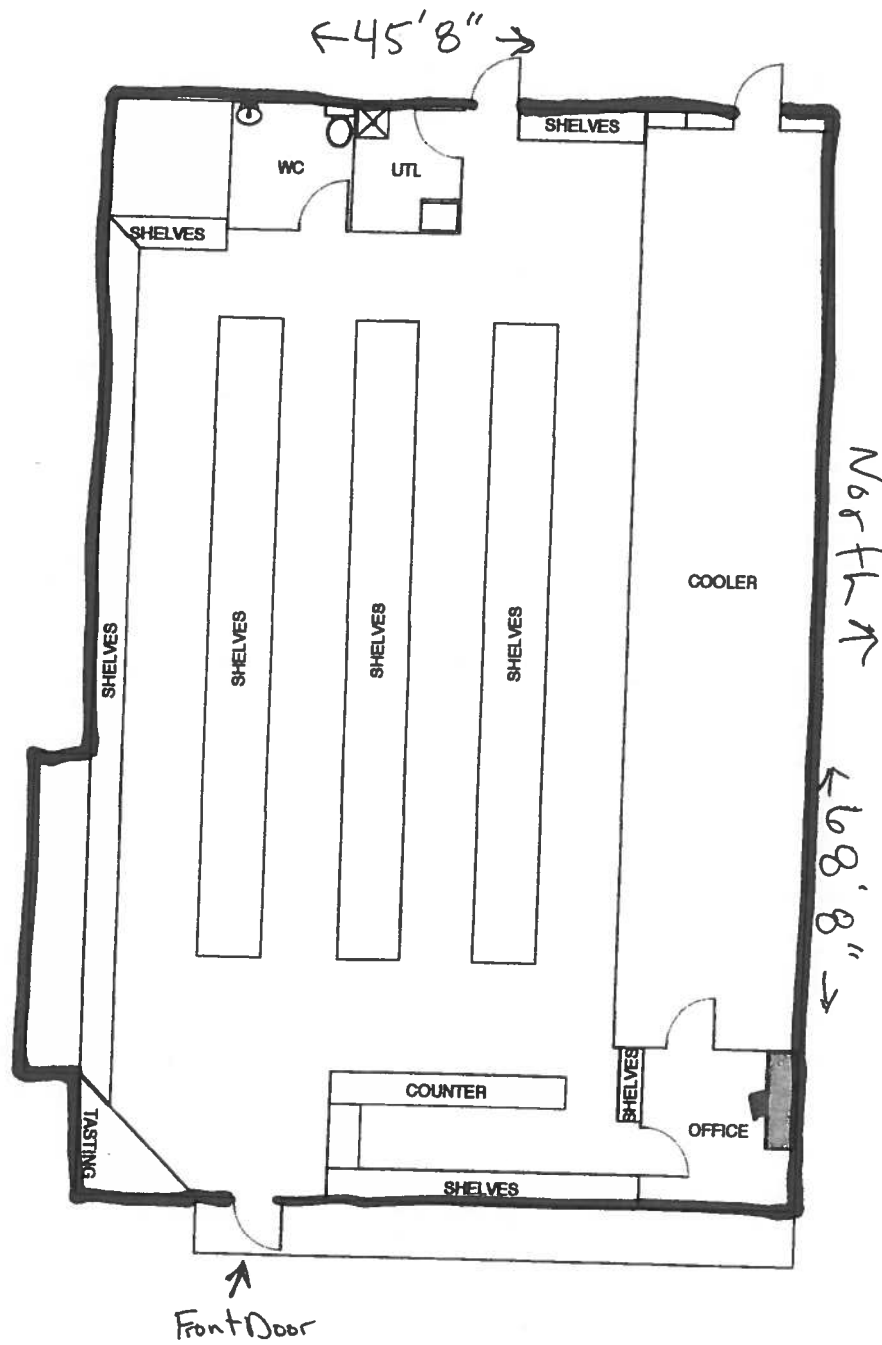 ←45'8"→
SHELVES
WC
UTL
SHELVES
North ↑
COOLER
SHELVES
SHELVES
SHELVES
SHELVES
←68'8"→
COUNTER
SHELVES
OFFICE
TASTING
SHELVES
Front Door